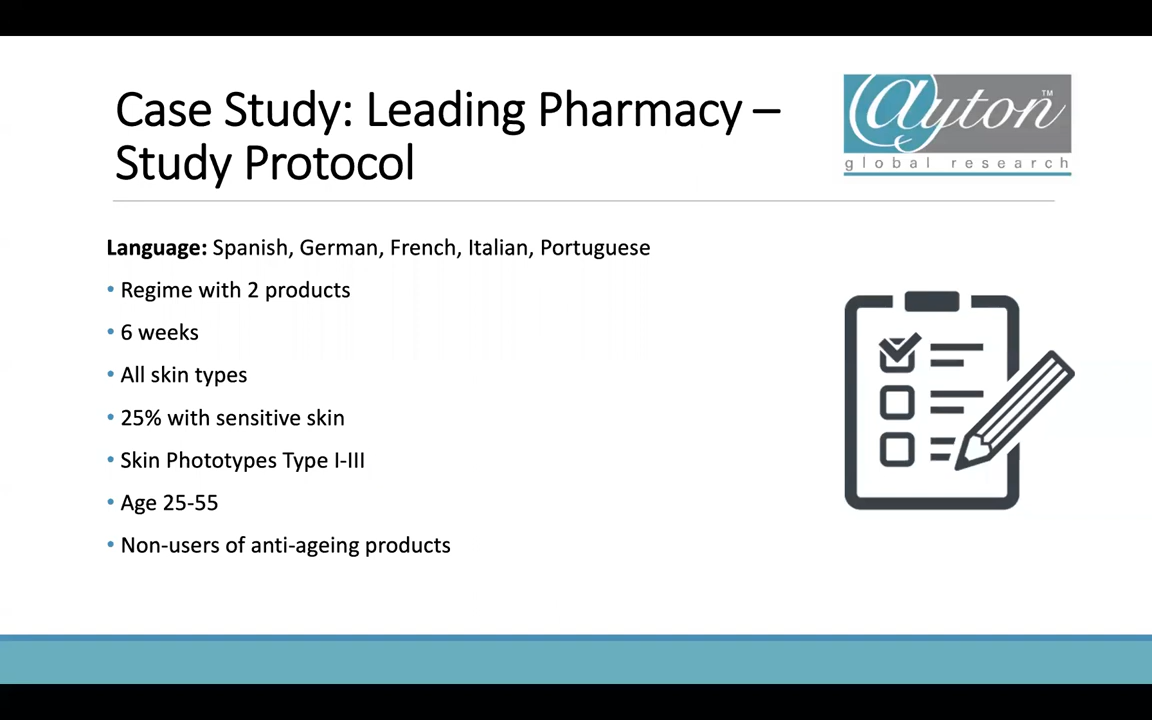 Case Study: Leading Pharmacy –
Study Protocol
@yton™
global research
Language: Spanish, German, French, Italian, Portuguese
• Regime with 2 products
• 6 weeks
• All skin types
• 25% with sensitive skin
• Skin Phototypes Type I-III
• Age 25-55
• Non-users of anti-ageing products